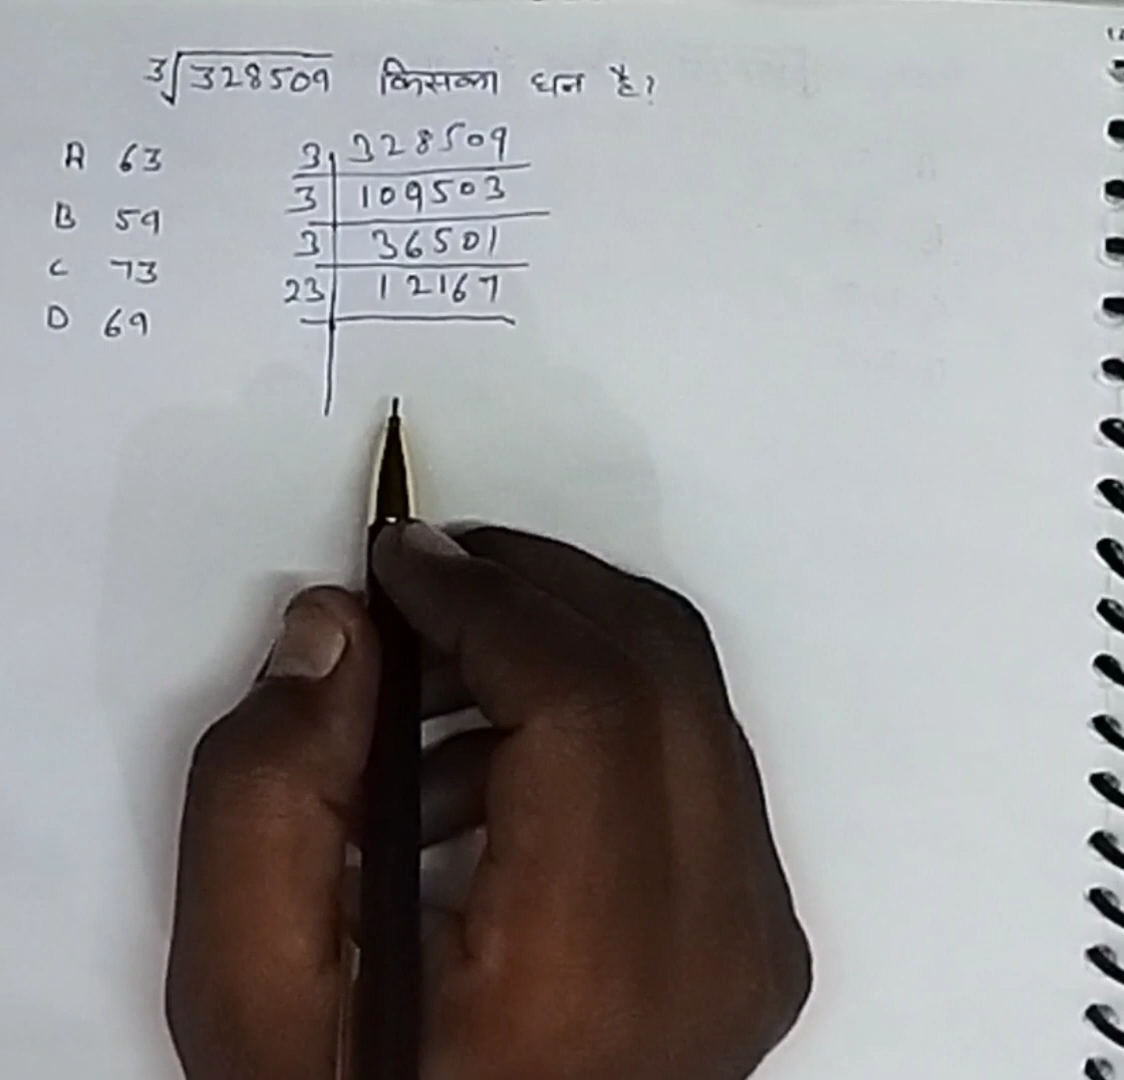 ∛328509 किसका घन है?
A 63
B 59
C 73
D 69
3 | 328509
3 | 109503
3 | 36501
23 | 12167